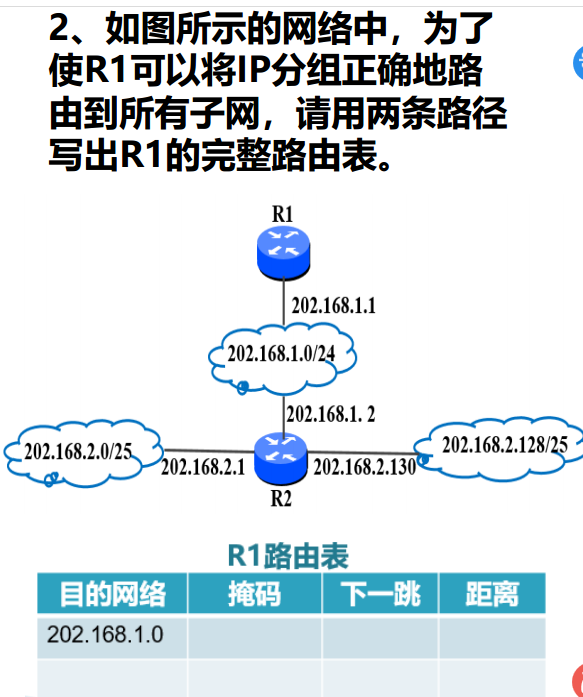 2、如图所示的网络中，为了
使R1可以将IP分组正确地路
由到所有子网，请用两条路径
写出R1的完整路由表。
R1
202.168.1.1
202.168.1.0/24
202.168.1. 2
202.168.2.0/25
202.168.2.1
202.168.2.130
202.168.2.128/25
R2
R1路由表
目的网络 掩码 下一跳 距离
202.168.1.0